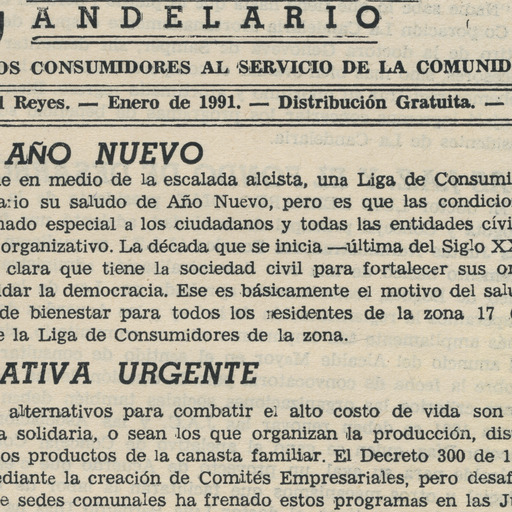 ANDELARIO
OS CONSUMIDORES AL SERVICIO DE LA COMUNID
l Reyes. — Enero de 1991. — Distribución Gratuita. —
AÑO NUEVO
e en medio de la escalada alcista, una Liga de Consumi
a:io su saludo de Año Nuevo, pero es que las condicion
nado especial a los ciudadanos y todas las entidades cívi
organizativo. La década que se inicia —última del Siglo XX
clara que tiene la sociedad civil para fortalecer sus or
dar la democracia. Ese es básicamente el motivo del salu
de bienestar para todos los residentes de la zona 17
e la Liga de Consumidores de la zona.
ATIVA URGENTE
alternativos para combatir el alto costo de vida son
a solidaria, o sean los que organizan la producción, dis
os productos de la canasta familiar. El Decreto 300 de 1
ediante la creación de Comités Empresariales, pero desaf
e sedes comunales ha frenado estos programas en las Ju